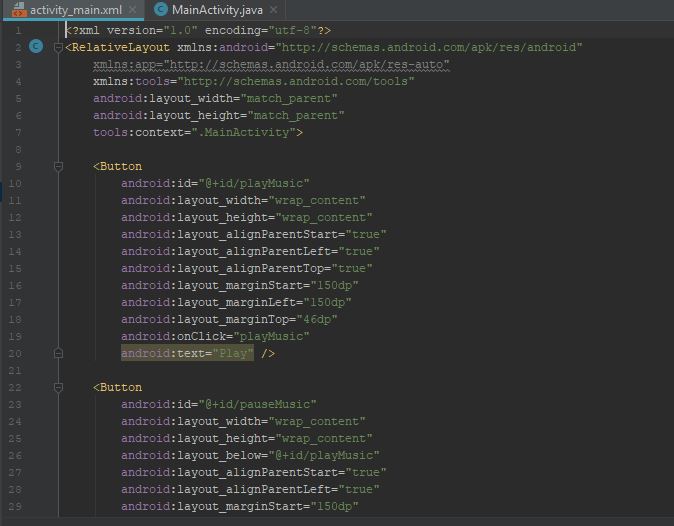 activity_main.xml MainActivity.java
1 <?xml version="1.0" encoding="utf-8"?>
2 <RelativeLayout xmlns:android="http://schemas.android.com/apk/res/android"
3 xmlns:app="http://schemas.android.com/apk/res-auto"
4 xmlns:tools="http://schemas.android.com/tools"
5 android:layout_width="match_parent"
6 android:layout_height="match_parent"
7 tools:context=".MainActivity">
8
9 <Button
10 android:id="@+id/playMusic"
11 android:layout_width="wrap_content"
12 android:layout_height="wrap_content"
13 android:layout_alignParentStart="true"
14 android:layout_alignParentLeft="true"
15 android:layout_alignParentTop="true"
16 android:layout_marginStart="150dp"
17 android:layout_marginLeft="150dp"
18 android:layout_marginTop="46dp"
19 android:onClick="playMusic"
20 android:text="Play" />
21
22 <Button
23 android:id="@+id/pauseMusic"
24 android:layout_width="wrap_content"
25 android:layout_height="wrap_content"
26 android:layout_below="@+id/playMusic"
27 android:layout_alignParentStart="true"
28 android:layout_alignParentLeft="true"
29 android:layout_marginStart="150dp"